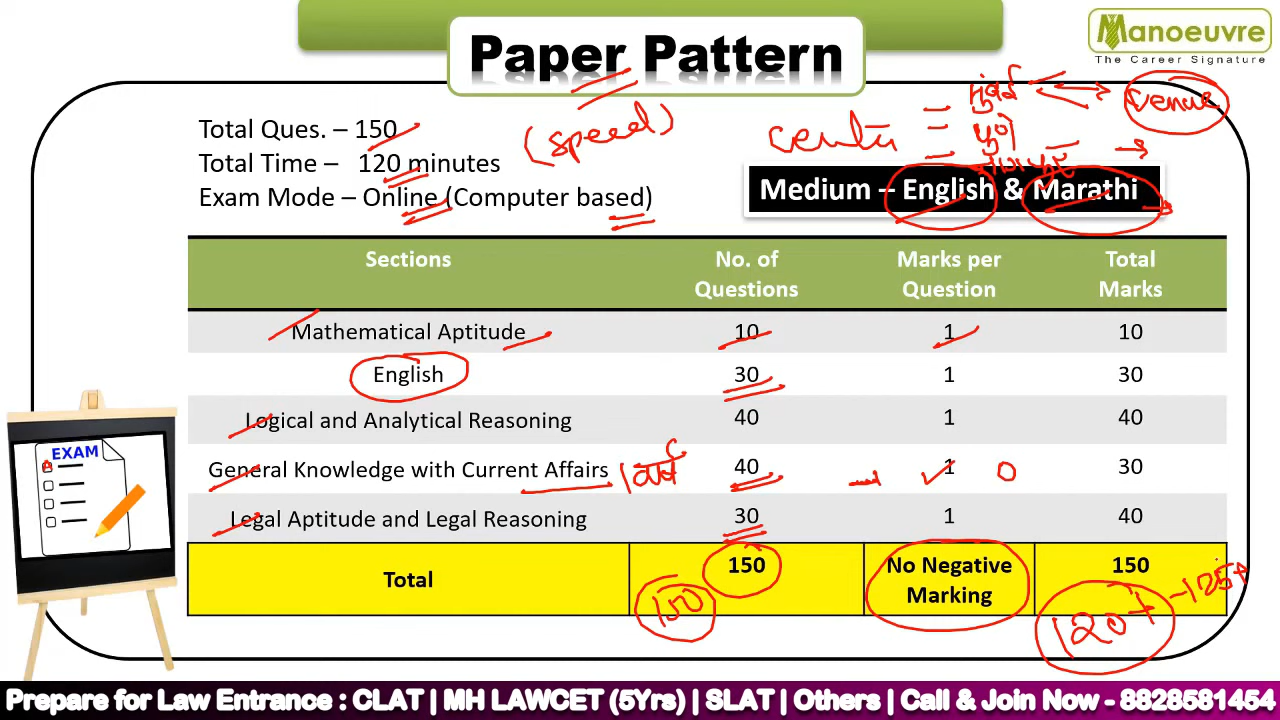 Manoeuvre
The Career Signature
Paper Pattern
Total Ques. – 150
Total Time – 120 minutes
Exam Mode – Online (Computer based)
(speed)
venue
Medium – English & Marathi
Sections No. of Questions Marks per Question Total Marks
Mathematical Aptitude 10 1 10
English 30 1 30
Logical and Analytical Reasoning 40 1 40
General Knowledge with Current Affairs 40 1 0 30
Legal Aptitude and Legal Reasoning 30 1 40
Total 150 No Negative Marking 150
150
120+ -125+
EXAM
Prepare for Law Entrance : CLAT | MH LAWCET (5Yrs) | SLAT | Others | Call & Join Now - 8828581454